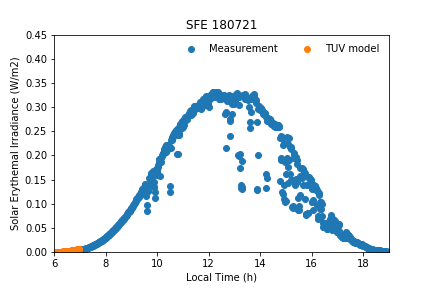 SFE 180721
Measurement
TUV model
Solar Erythemal Irradiance (W/m2)
0.45
0.40
0.35
0.30
0.25
0.20
0.15
0.10
0.05
0.00
6 8 10 12 14 16 18
Local Time (h)